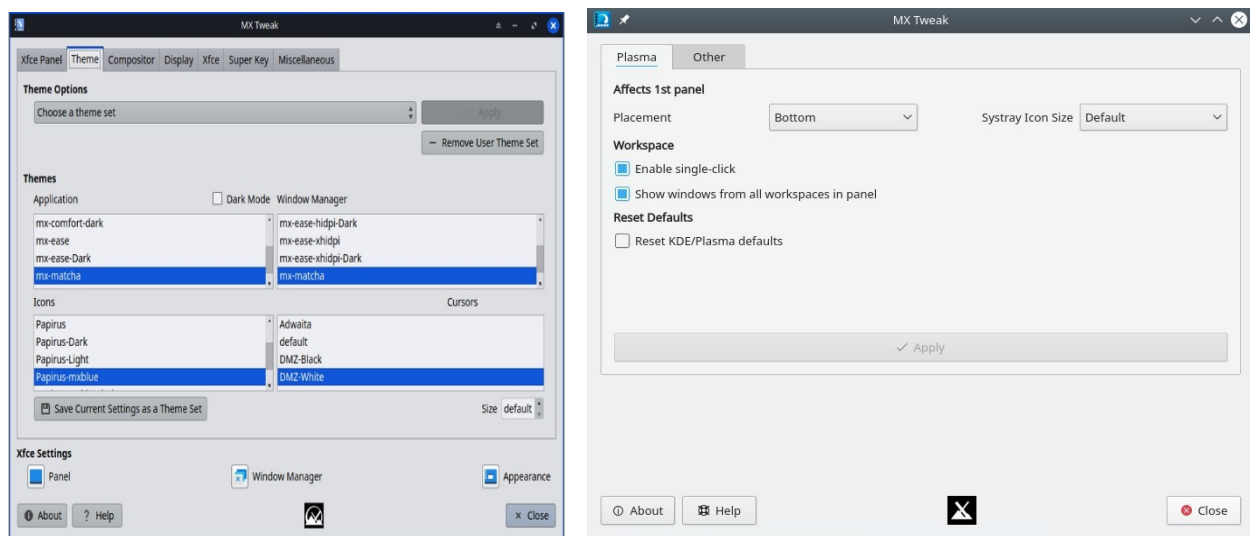 MX Tweak
Xfce Panel Theme Compositor Display Xfce Super Key Miscellaneous
Theme Options
Choose a theme set
Apply
Remove User Theme Set
Themes
Application
Dark Mode Window Manager
mx-comfort-dark
mx-ease
mx-ease-Dark
mx-matcha
mx-ease-hidpi-Dark
mx-ease-xhidpi
mx-ease-xhidpi-Dark
mx-matcha
Icons
Cursors
Papirus
Papirus-Dark
Papirus-Light
Papirus-mxblue
Adwaita
default
DMZ-Black
DMZ-White
Save Current Settings as a Theme Set
Size default
Xfce Settings
Panel
Window Manager
Appearance
About
? Help
Close
MX Tweak
Plasma Other
Affects 1st panel
Placement Bottom Systray Icon Size Default
Workspace
Enable single-click
Show windows from all workspaces in panel
Reset Defaults
Reset KDE/Plasma defaults
Apply
About Help Close